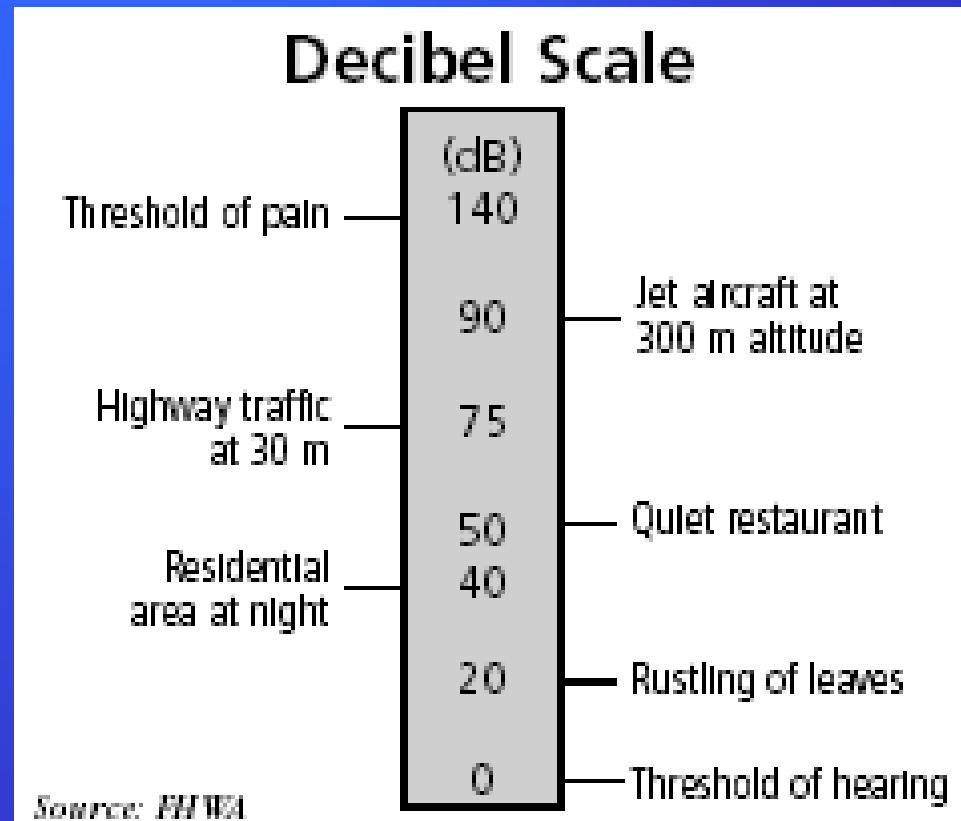 Decibel Scale
(dB)
Threshold of pain
140
90
Jet aircraft at
300 m altitude
Highway traffic
at 30 m
75
50
Quiet restaurant
Residential
area at night
40
20
Rustling of leaves
0
Threshold of hearing
Source: FHWA